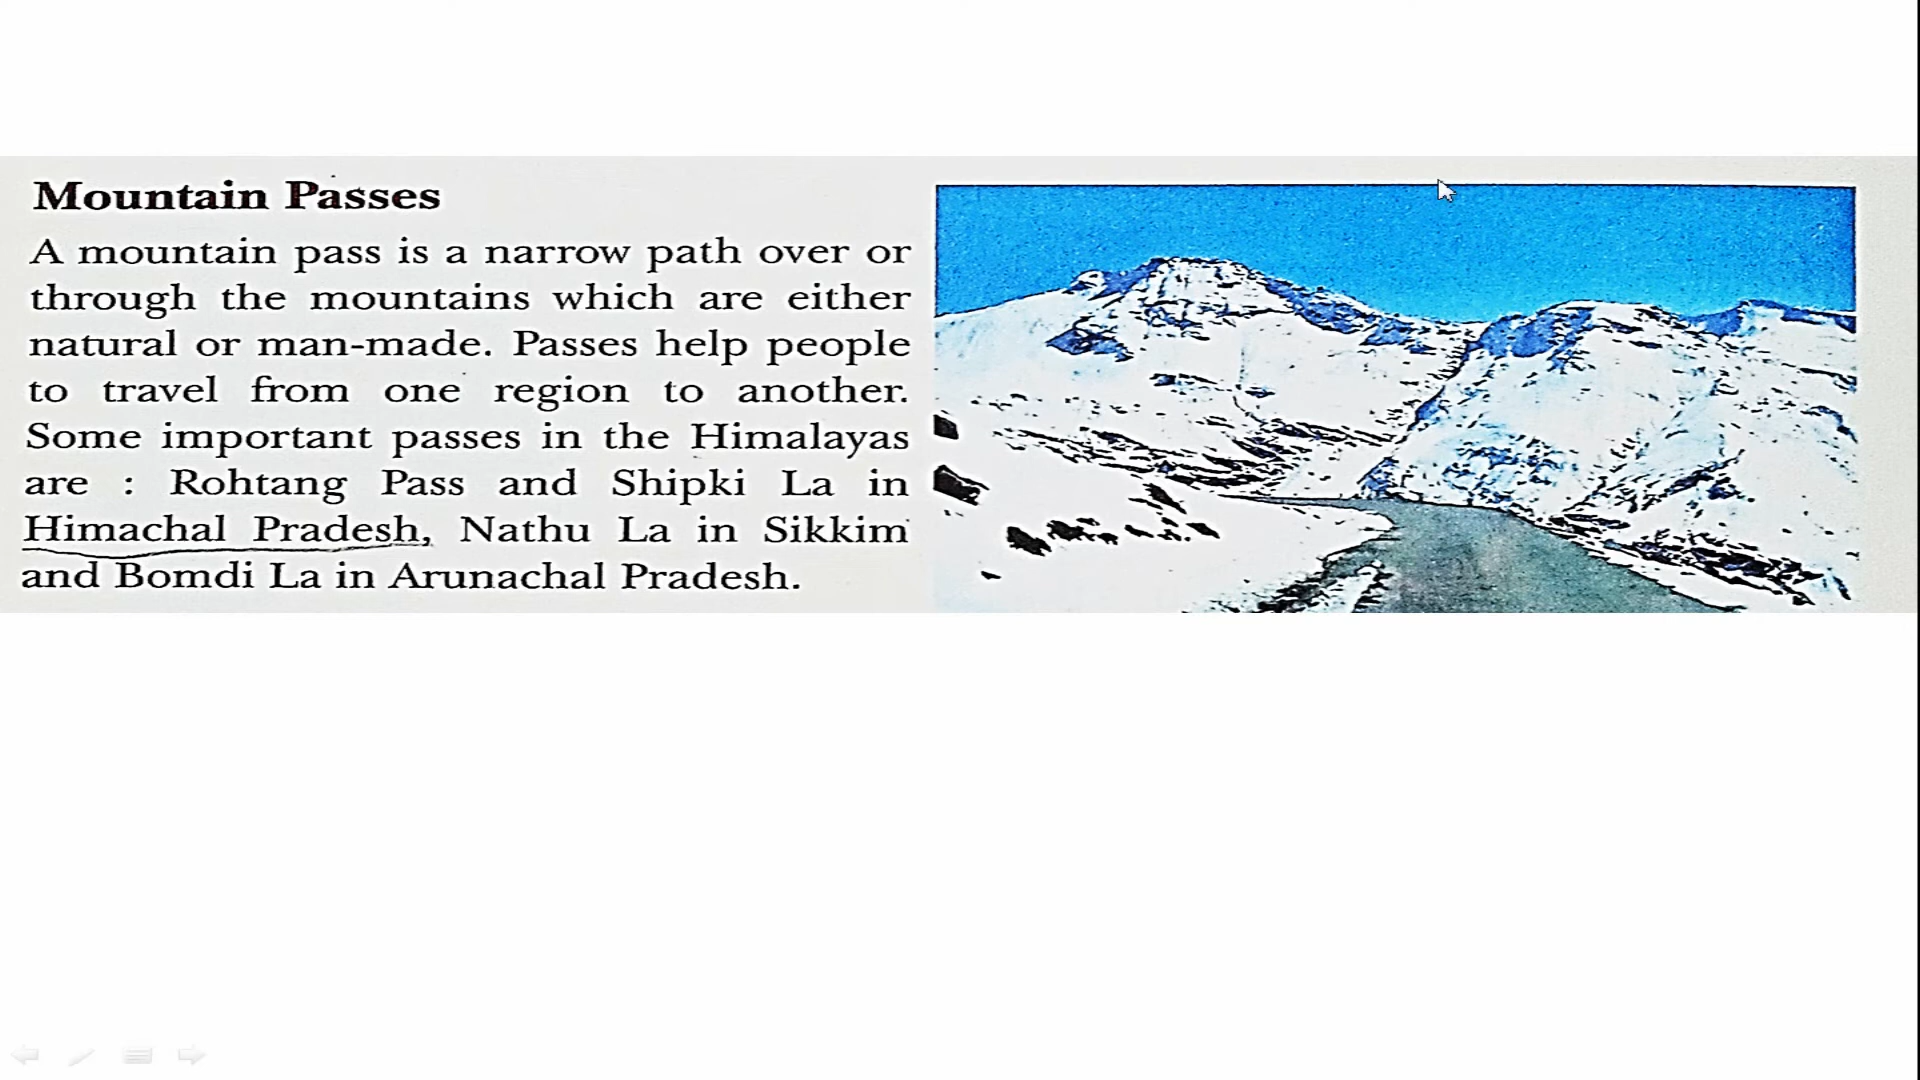 Mountain Passes
A mountain pass is a narrow path over or
through the mountains which are either
natural or man-made. Passes help people
to travel from one region to another.
Some important passes in the Himalayas
are : Rohtang Pass and Shipki La in
Himachal Pradesh, Nathu La in Sikkim
and Bomdi La in Arunachal Pradesh.